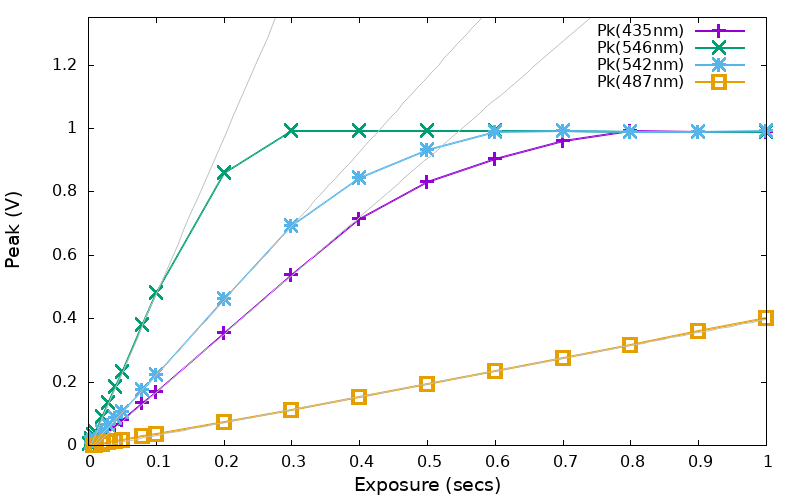 Pk(435nm)
Pk(546nm)
Pk(542nm)
Pk(487nm)
Peak (V)
1.2
1
0.8
0.6
0.4
0.2
0
0 0.1 0.2 0.3 0.4 0.5 0.6 0.7 0.8 0.9 1
Exposure (secs)